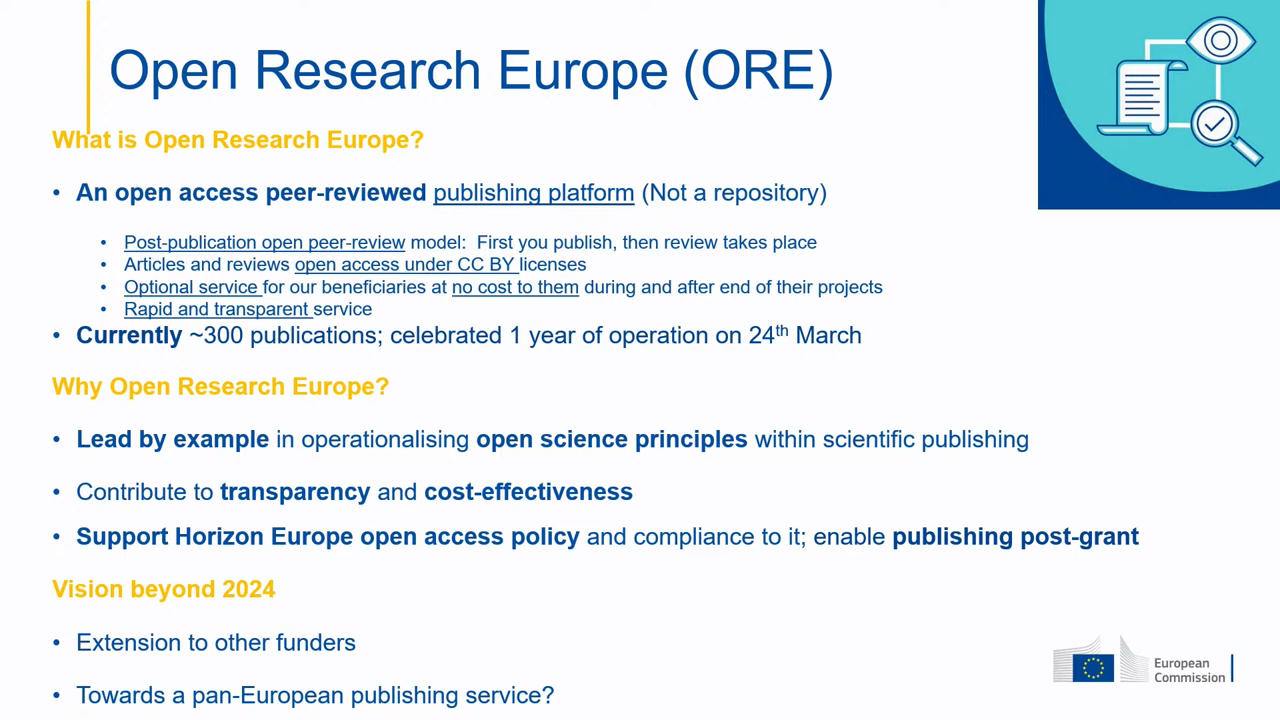 Open Research Europe (ORE)
What is Open Research Europe?
• An open access peer-reviewed publishing platform (Not a repository)
• Post-publication open peer-review model:  First you publish, then review takes place
• Articles and reviews open access under CC BY licenses
• Optional service for our beneficiaries at no cost to them during and after end of their projects
• Rapid and transparent service
• Currently ~300 publications; celebrated 1 year of operation on 24th March
Why Open Research Europe?
• Lead by example in operationalising open science principles within scientific publishing
• Contribute to transparency and cost-effectiveness
• Support Horizon Europe open access policy and compliance to it; enable publishing post-grant
Vision beyond 2024
• Extension to other funders
• Towards a pan-European publishing service?
European
Commission